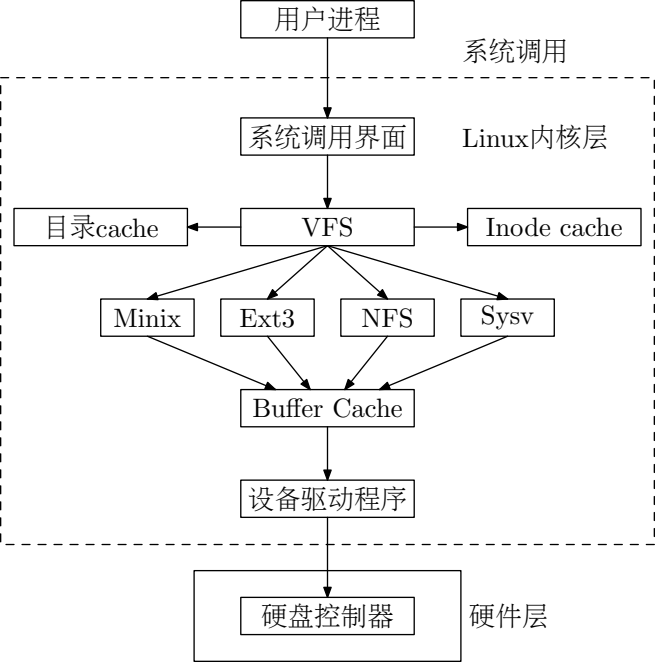 用户进程
系统调用
系统调用界面
Linux内核层
目录cache
VFS
Inode cache
Minix
Ext3
NFS
Sysv
Buffer Cache
设备驱动程序
硬盘控制器
硬件层